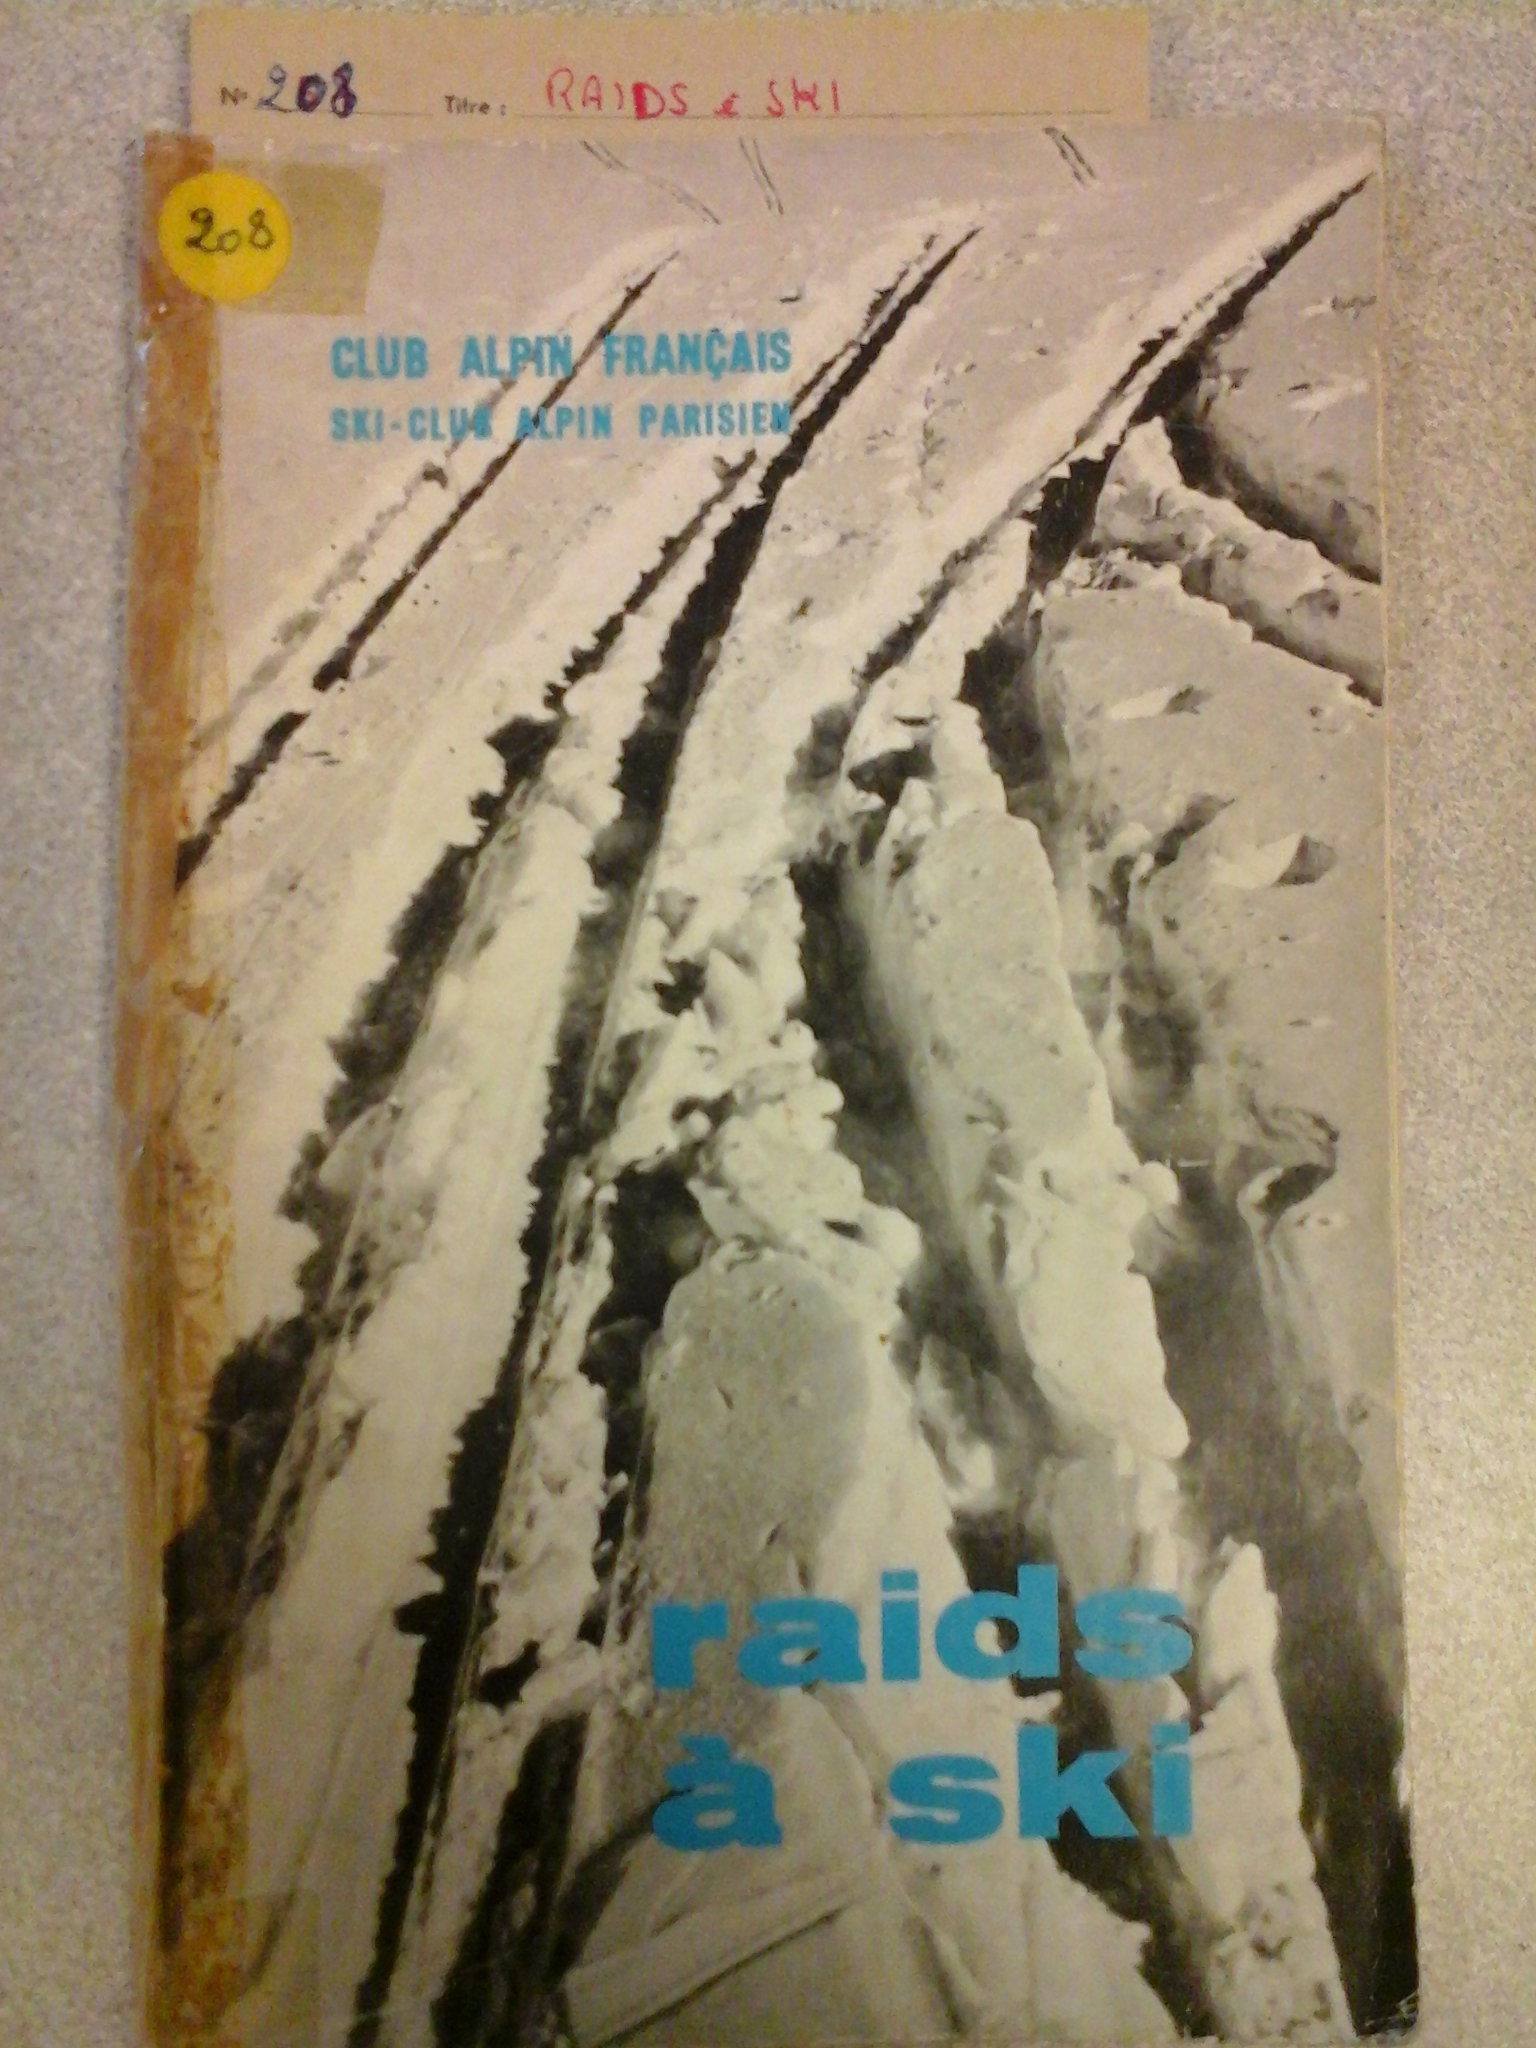 N° 208 Titre : RAIDS à SKI
208
CLUB ALPIN FRANÇAIS
SKI-CLUB ALPIN PARISIEN
raids
à ski